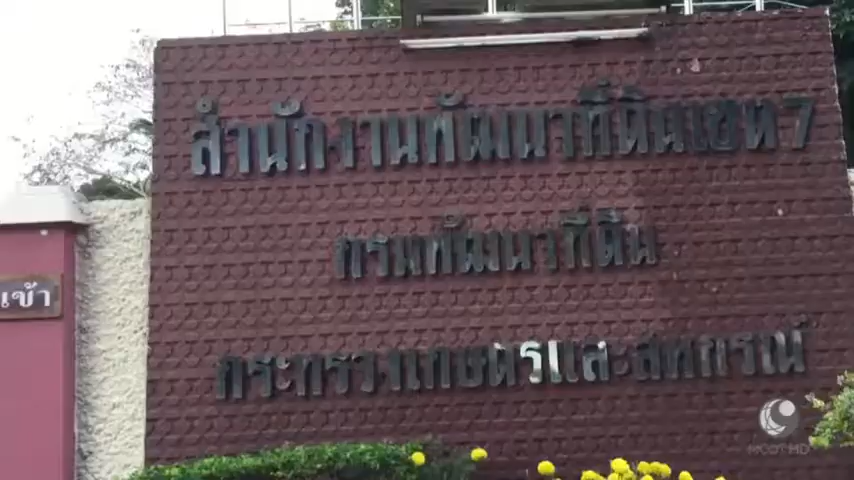 สำนักงานพัฒนาที่ดินเขต 7
กรมพัฒนาที่ดิน
กระทรวงเกษตรและสหกรณ์
เข้า
MCOT HD